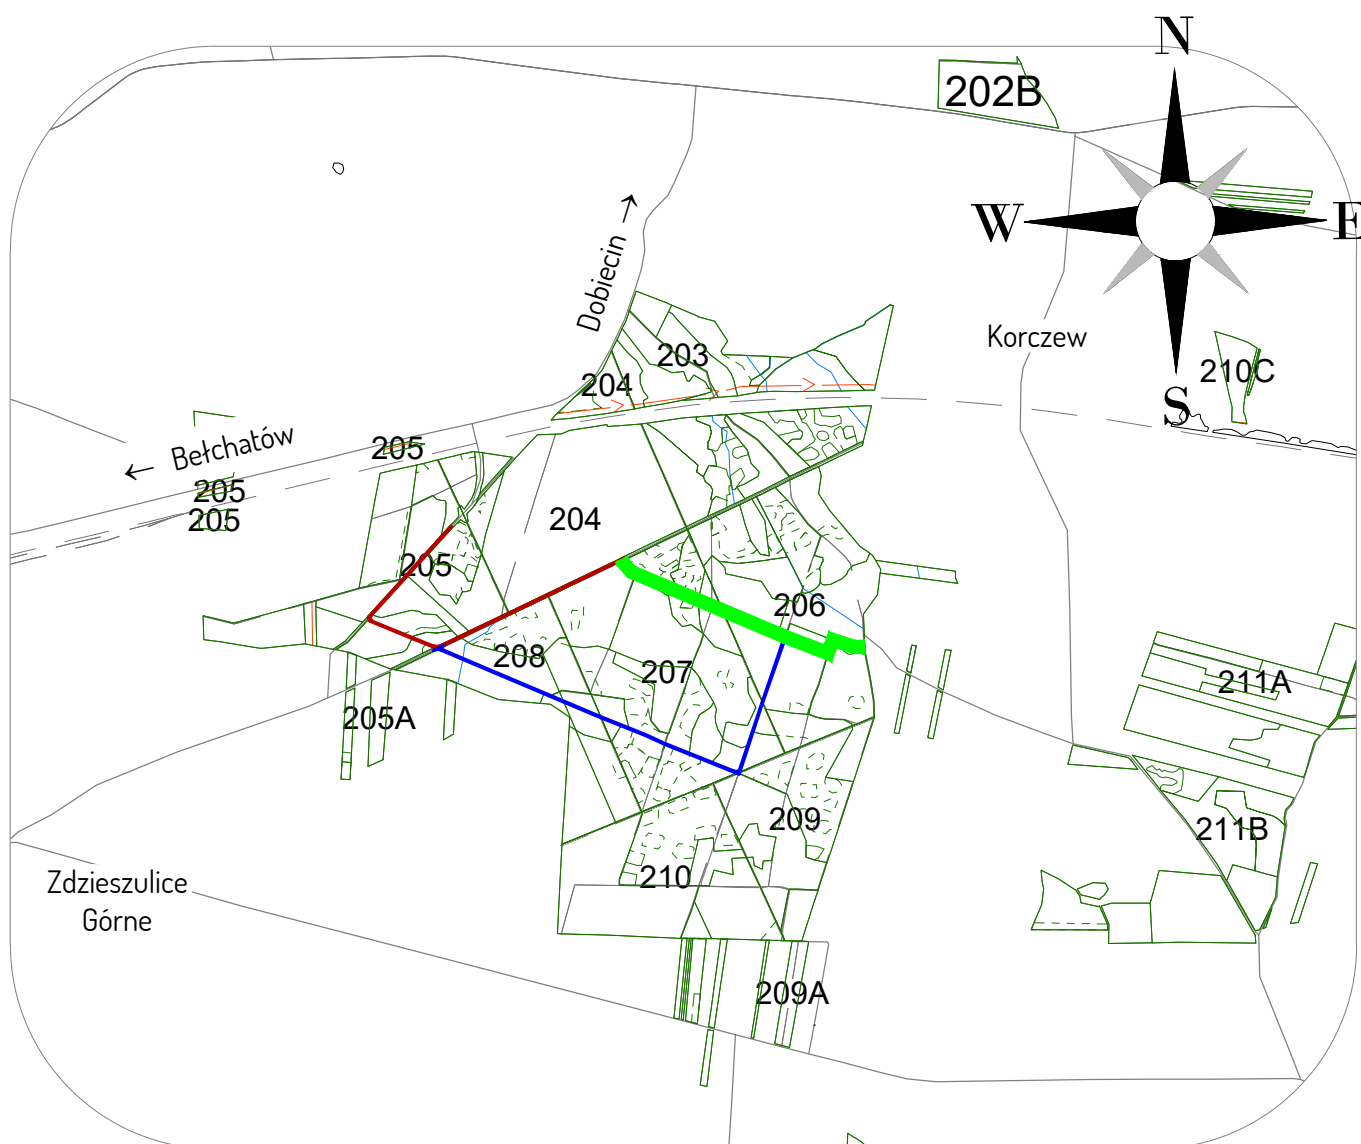 N
202B
W
E
Dobiecin →
Korczew
203
204
210C
S
← Bełchatów
205
205
205
204
205
206
208
207
211A
205A
209
211B
210
Zdzieszulice
Górne
209A